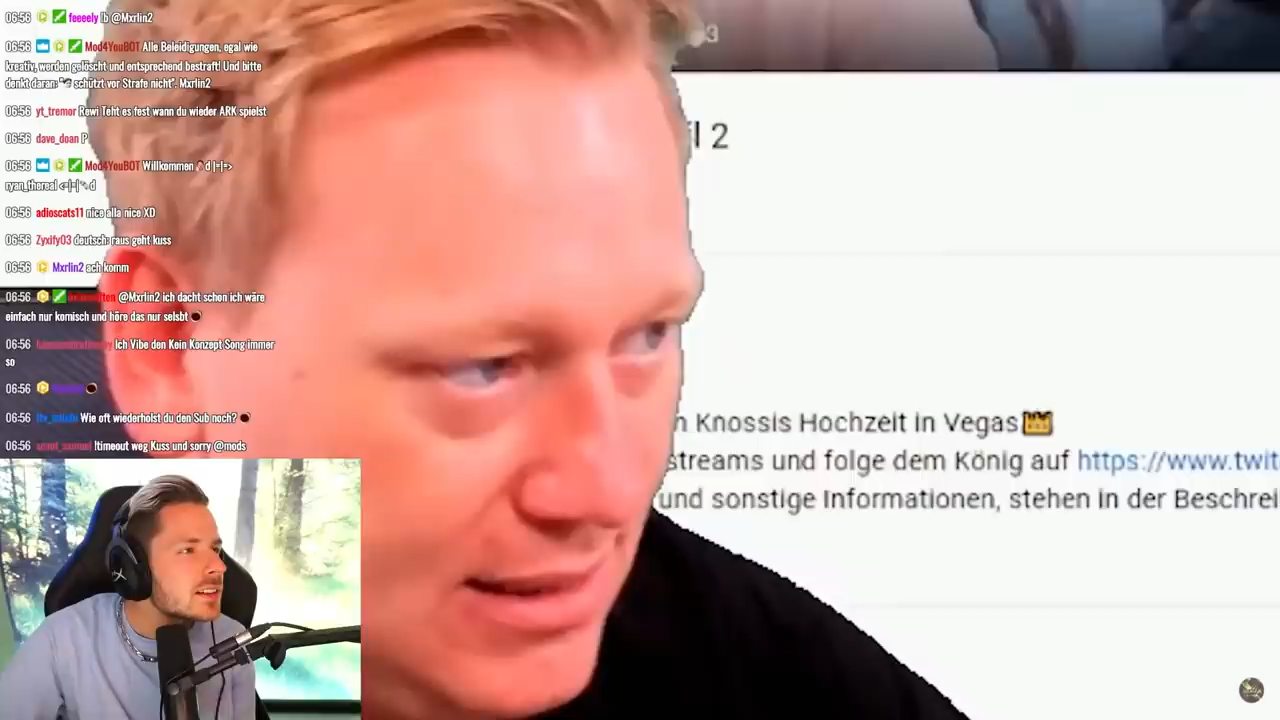 06:56 feeeely lb @Mxrlin2
06:56 Mod4YouBOT Alle Beleidigungen, egal wie
kreativ, werden gelöscht und entsprechend bestraft! Und bitte
denkt daran: " schützt vor Strafe nicht". Mxrlin2
06:56 yt_tremor Rewi Teht es fest wann du wieder ARK spielst
06:56 dave_doan P
06:56 Mod4YouBOT Willkommen d |=|=>
ryan_thereal <=|=| d
06:56 adioscats11 nice alla nice XD
06:56 Zyxify03 deutsch: raus geht kuss
06:56 Mxrlin2 ach komm
06:56 @Mxrlin2 ich dacht schon ich wäre
einfach nur komisch und höre das nur selsbt
06:56 Ich Vibe den Kein Konzept Song immer
so
06:56
06:56 Wie oft wiederholst du den Sub noch?
06:56 !timeout weg Kuss und sorry @mods
3
l 2
n Knossis Hochzeit in Vegas
streams und folge dem König auf https://www.twit
und sonstige Informationen, stehen in der Beschrei